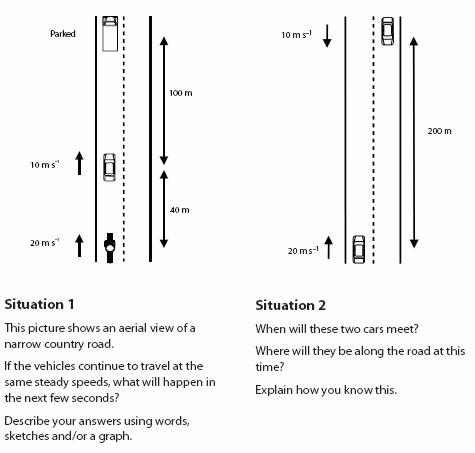 Parked
100 m
10 m s⁻¹
40 m
20 m s⁻¹
Situation 1
This picture shows an aerial view of a
narrow country road.
If the vehicles continue to travel at the
same steady speeds, what will happen in
the next few seconds?
Describe your answers using words,
sketches and/or a graph.
10 m s⁻¹
200 m
20 m s⁻¹
Situation 2
When will these two cars meet?
Where will they be along the road at this
time?
Explain how you know this.